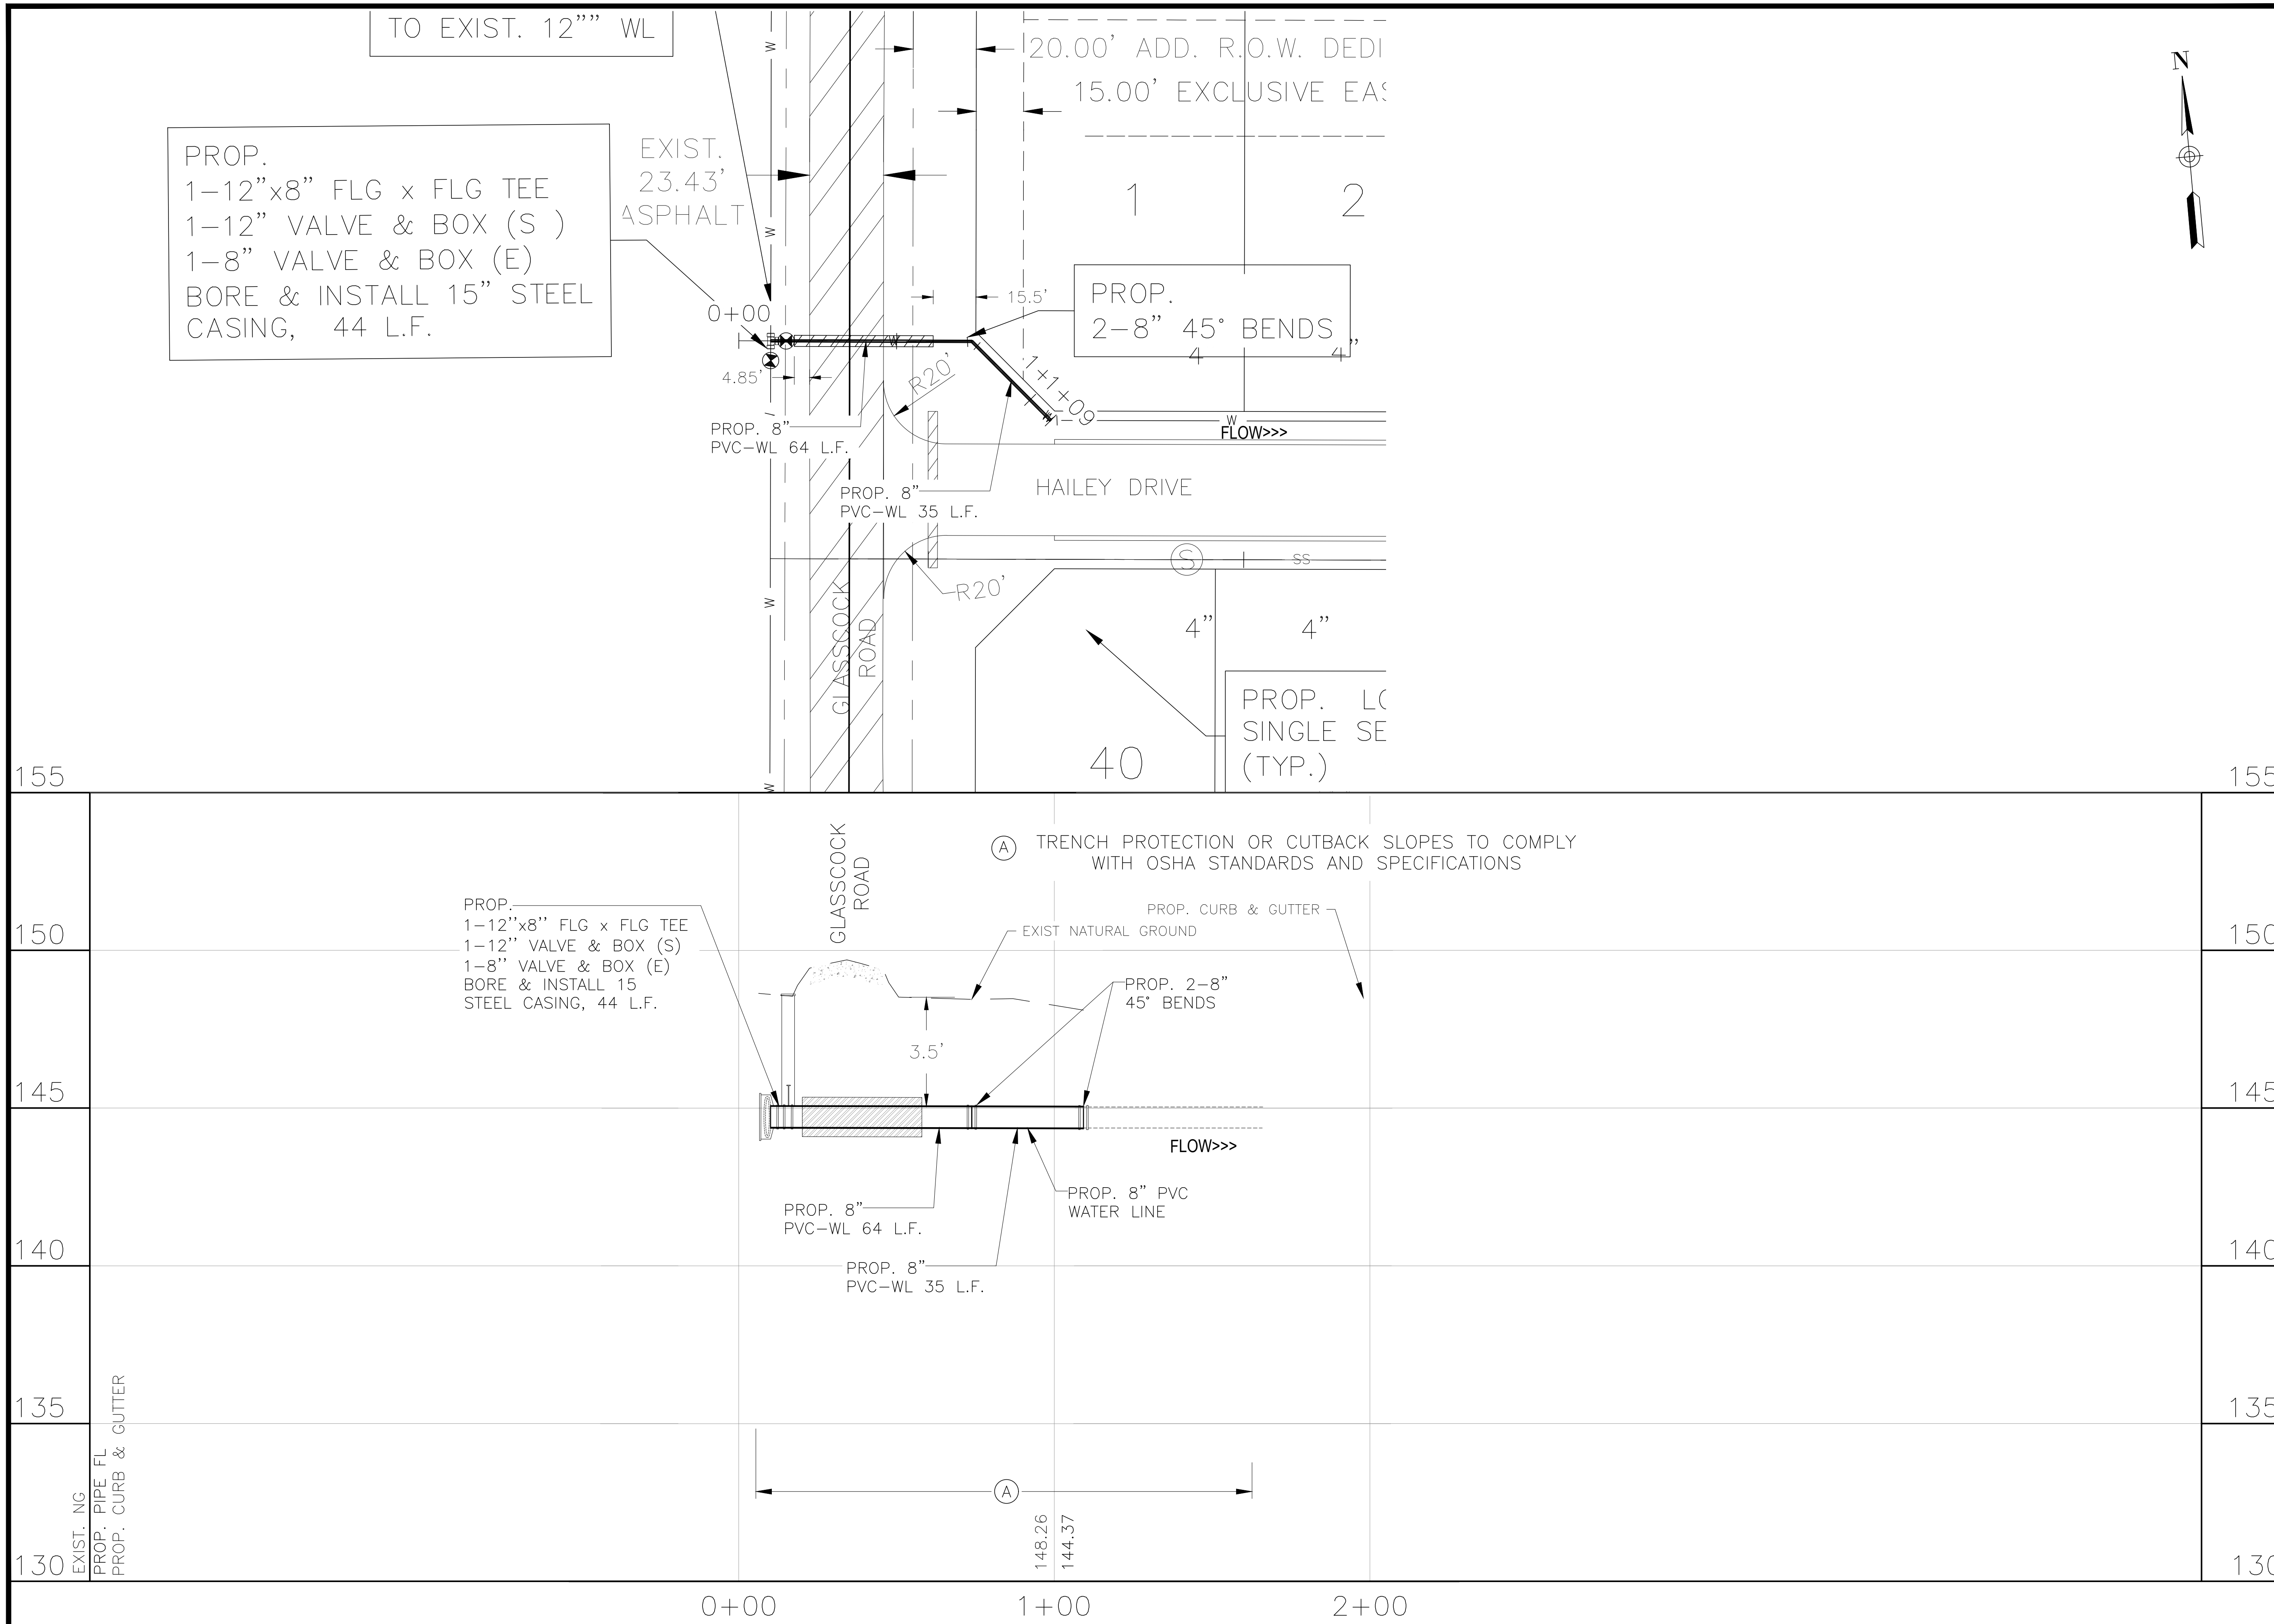 TO EXIST. 12"" WL
20.00' ADD. R.O.W. DEDI
15.00' EXCLUSIVE EAS
N
PROP.
1-12"x8" FLG x FLG TEE
1-12" VALVE & BOX (S )
1-8" VALVE & BOX (E)
BORE & INSTALL 15" STEEL
CASING, 44 L.F.
EXIST.
23.43'
ASPHALT
W
W
1
2
0+00
15.5'
PROP.
2-8" 45° BENDS
4
4"
W
4.85'
R20'
1+1+09
PROP. 8"
PVC-WL 64 L.F.
W
FLOW>>>
PROP. 8"
PVC-WL 35 L.F.
HAILEY DRIVE
S
SS
R20'
W
GLASSCOCK
ROAD
4"
4"
PROP. LO
SINGLE SE
(TYP.)
40
W
155
155
GLASSCOCK
ROAD
A
TRENCH PROTECTION OR CUTBACK SLOPES TO COMPLY
WITH OSHA STANDARDS AND SPECIFICATIONS
PROP.
1-12''x8'' FLG x FLG TEE
1-12'' VALVE & BOX (S)
1-8'' VALVE & BOX (E)
BORE & INSTALL 15
STEEL CASING, 44 L.F.
PROP. CURB & GUTTER
EXIST NATURAL GROUND
150
150
PROP. 2-8"
45° BENDS
3.5'
145
145
FLOW>>>
PROP. 8" PVC
WATER LINE
PROP. 8"
PVC-WL 64 L.F.
140
140
PROP. 8"
PVC-WL 35 L.F.
135
135
EXIST. NG
PROP. PIPE FL
PROP. CURB & GUTTER
A
148.26
144.37
130
130
0+00
1+00
2+00